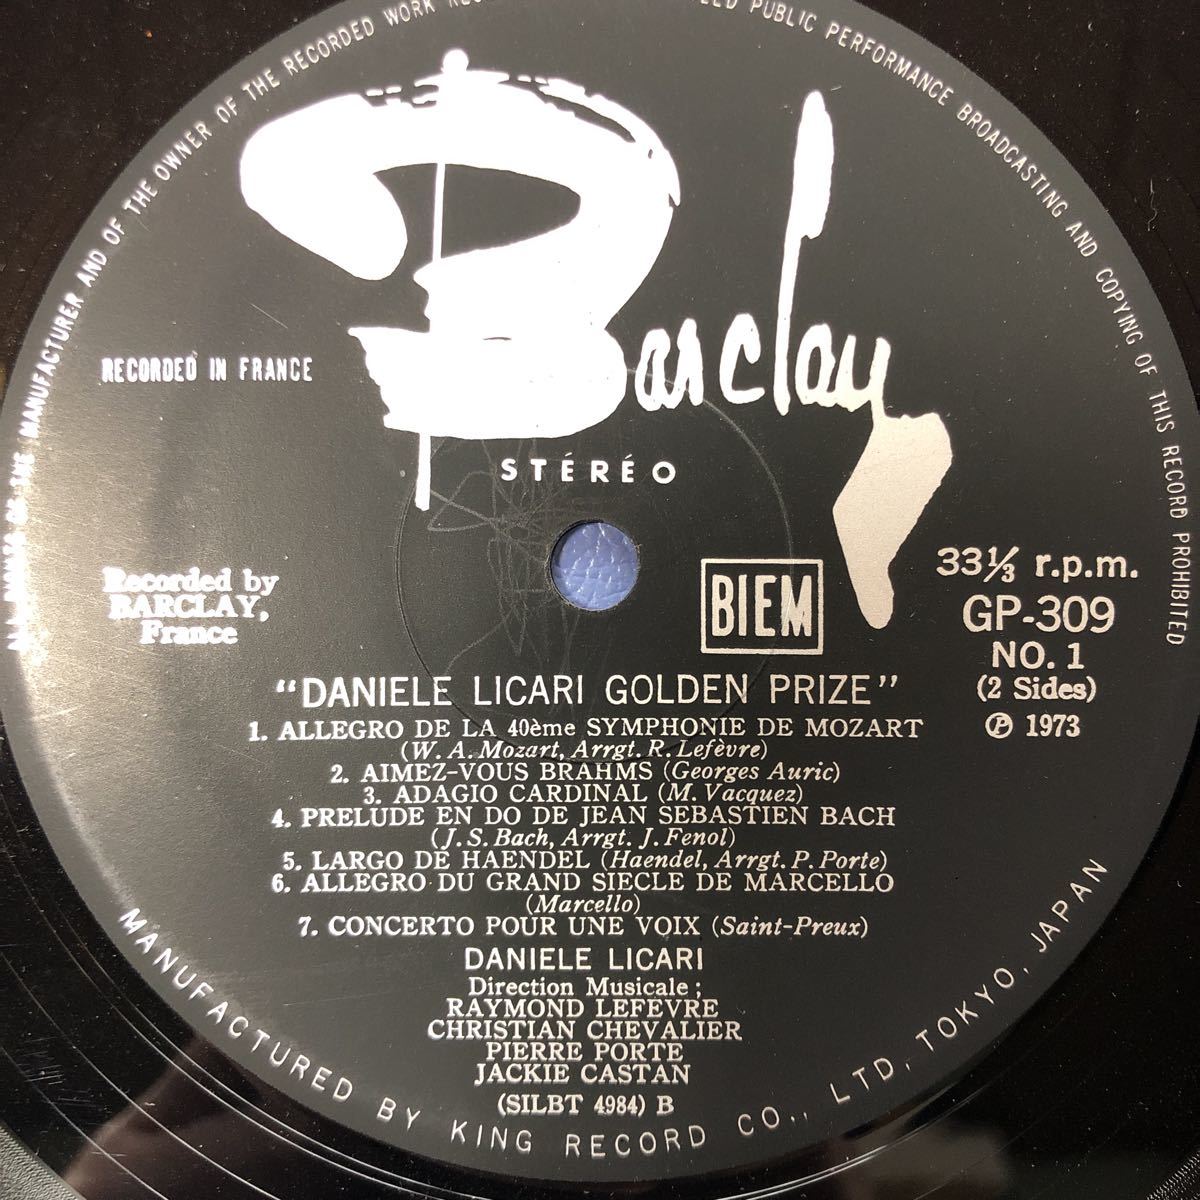 ALL RIGHTS OF THE MANUFACTURER AND OF THE OWNER OF THE RECORDED WORK
PUBLIC PERFORMANCE BROADCASTING AND COPYING OF THIS RECORD PROHIBITED
Barclay
RECORDED IN FRANCE
STÉRÉO
Recorded by
BARCLAY,
France
BIEM
33⅓ r.p.m.
GP-309
NO. 1
(2 Sides)
Ⓟ 1973
"DANIELE LICARI GOLDEN PRIZE"
1. ALLEGRO DE LA 40ème SYMPHONIE DE MOZART
(W. A. Mozart, Arrgt. R. Lefèvre)
2. AIMEZ-VOUS BRAHMS (Georges Auric)
3. ADAGIO CARDINAL (M. Vacquez)
4. PRELUDE EN DO DE JEAN SEBASTIEN BACH
(J. S. Bach, Arrgt. J. Fenol)
5. LARGO DE HAENDEL (Haendel, Arrgt. P. Porte)
6. ALLEGRO DU GRAND SIECLE DE MARCELLO
(Marcello)
7. CONCERTO POUR UNE VOIX (Saint-Preux)
DANIELE LICARI
Direction Musicale ;
RAYMOND LEFEVRE
CHRISTIAN CHEVALIER
PIERRE PORTE
JACKIE CASTAN
(SILBT 4984) B
MANUFACTURED BY KING RECORD CO., LTD. TOKYO, JAPAN